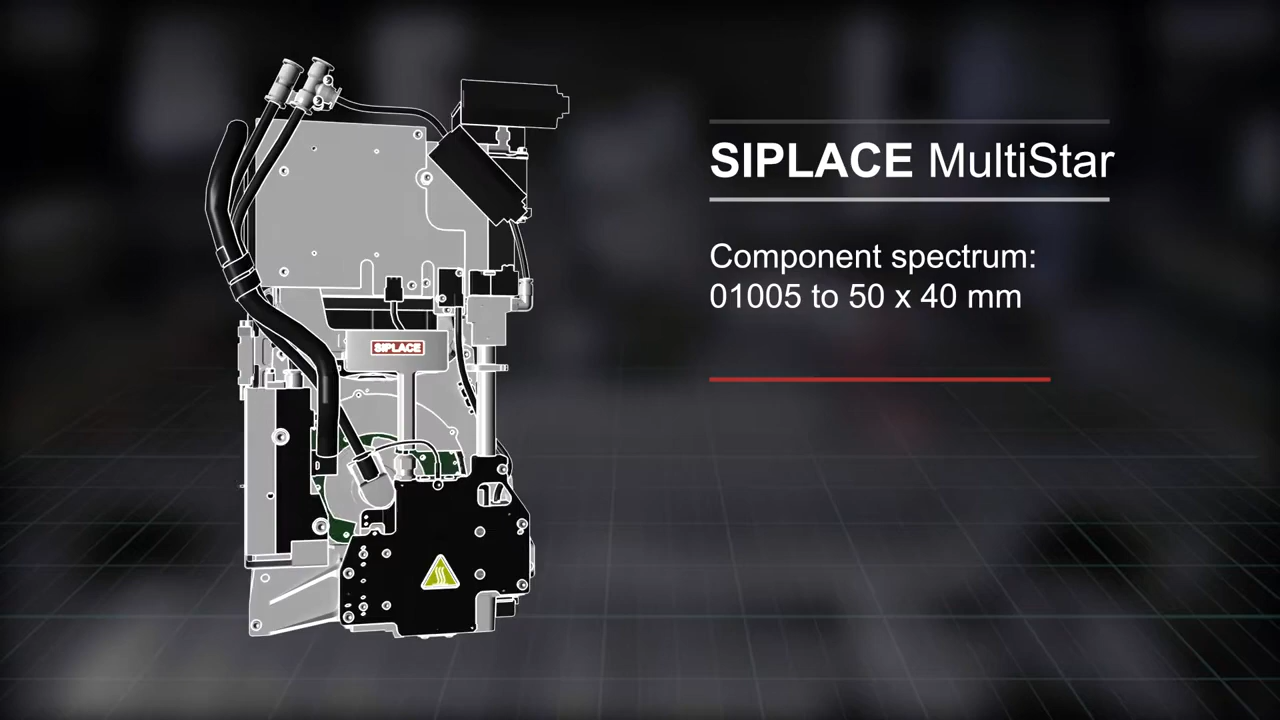 SIPLACE MultiStar
Component spectrum:
01005 to 50 x 40 mm
SIPLACE